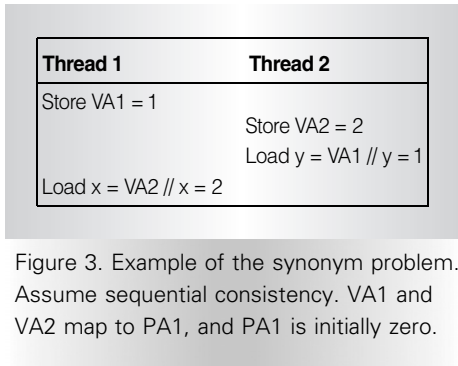 Thread 1 Thread 2
Store VA1 = 1
Store VA2 = 2
Load y = VA1 // y = 1
Load x = VA2 // x = 2
Figure 3. Example of the synonym problem.
Assume sequential consistency. VA1 and
VA2 map to PA1, and PA1 is initially zero.